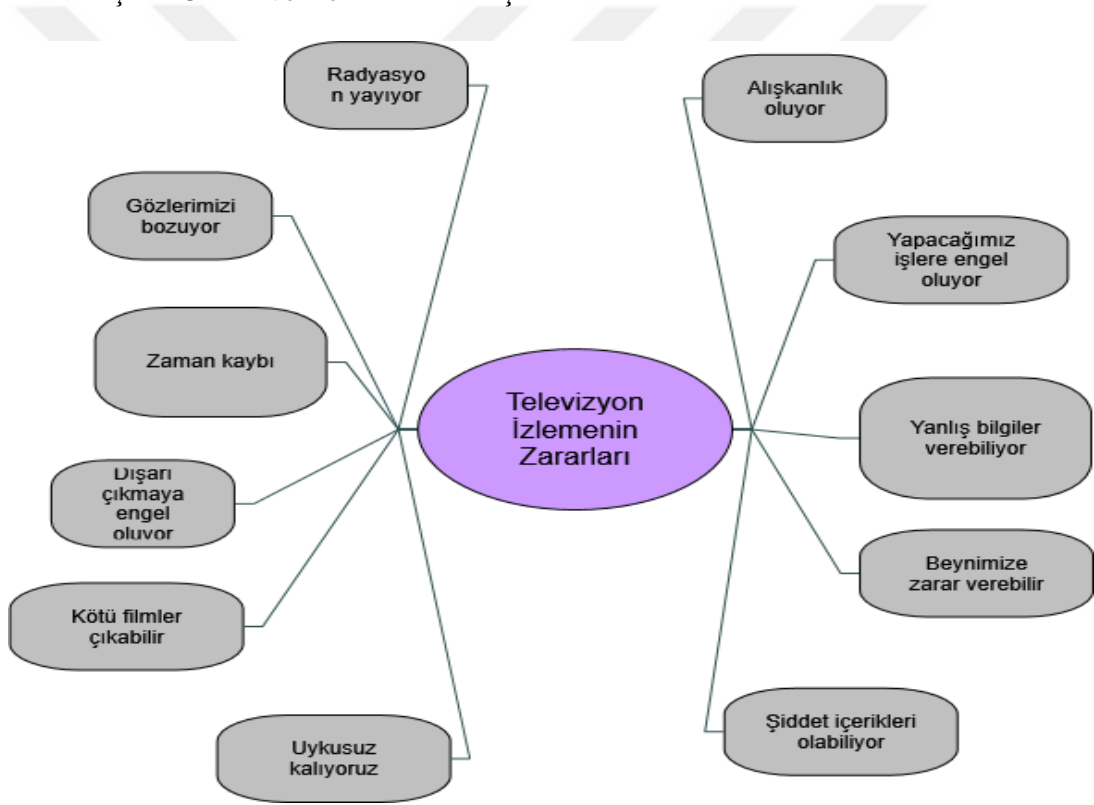 Radyasyo
n yayıyor
Alışkanlık
oluyor
Gözlerimizi
bozuyor
Yapacağımız
işlere engel
oluyor
Zaman kaybı
Televizyon
İzlemenin
Zararları
Yanlış bilgiler
verebiliyor
Dışarı
çıkmaya
engel
oluyor
Beynimize
zarar verebilir
Kötü filmler
çıkabilir
Şiddet içerikleri
olabiliyor
Uykusuz
kalıyoruz